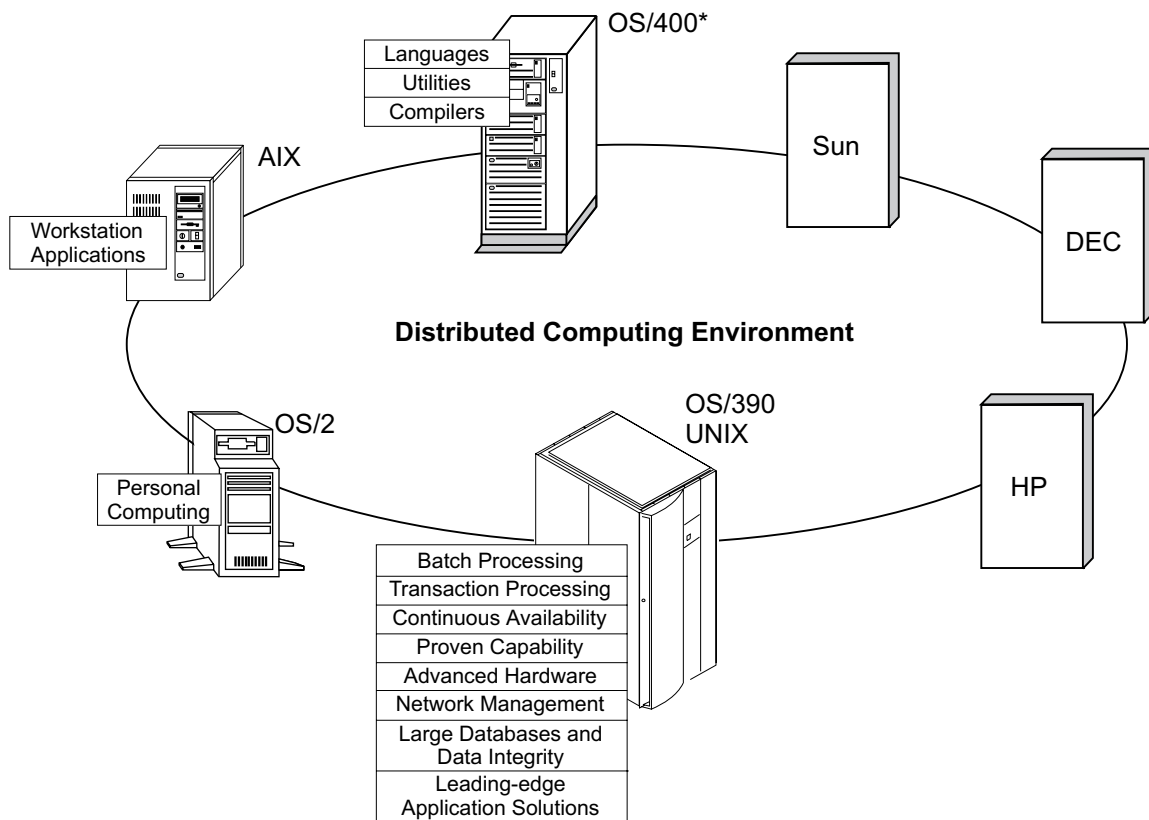 OS/400*
Languages
Utilities
Compilers
Sun
AIX
DEC
Workstation
Applications
Distributed Computing Environment
OS/390
UNIX
OS/2
HP
Personal
Computing
Batch Processing
Transaction Processing
Continuous Availability
Proven Capability
Advanced Hardware
Network Management
Large Databases and
Data Integrity
Leading-edge
Application Solutions